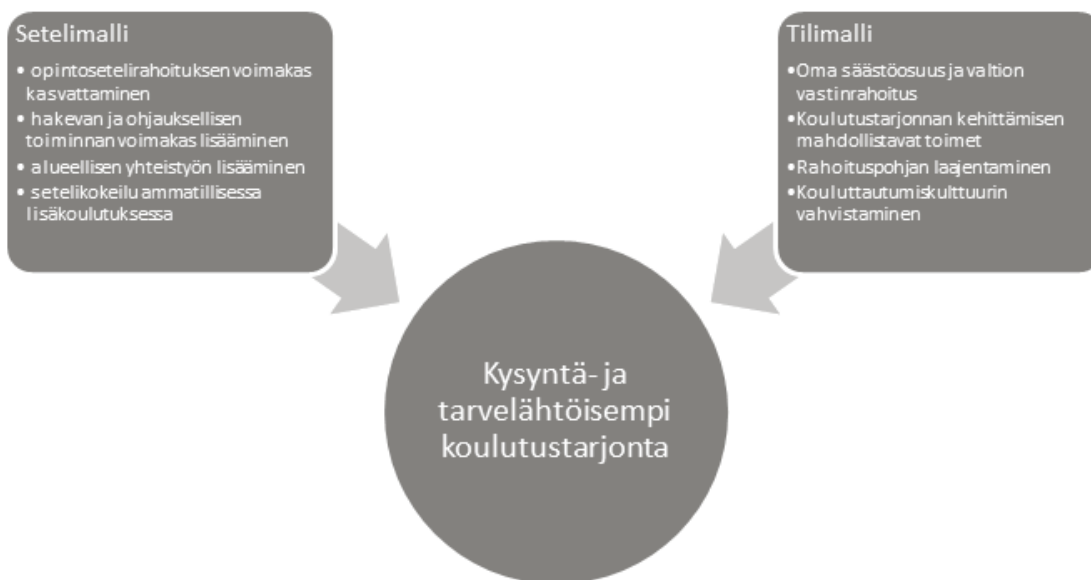 Setelimalli
• opintosetelirahoituksen voimakas
kasvattaminen
• hakevan ja ohjauksellisen
toiminnan voimakas lisääminen
• alueellisen yhteistyön lisääminen
• setelikokeilu ammatillisessa
lisäkoulutuksessa
Tilimalli
•Oma säästöosuus ja valtion
vastinrahoitus
•Koulutustarjonnan kehittämisen
mahdollistavat toimet
•Rahoituspohjan laajentaminen
•Kouluttautumiskulttuurin
vahvistaminen
Kysyntä- ja
tarvelähtöisempi
koulutustarjonta